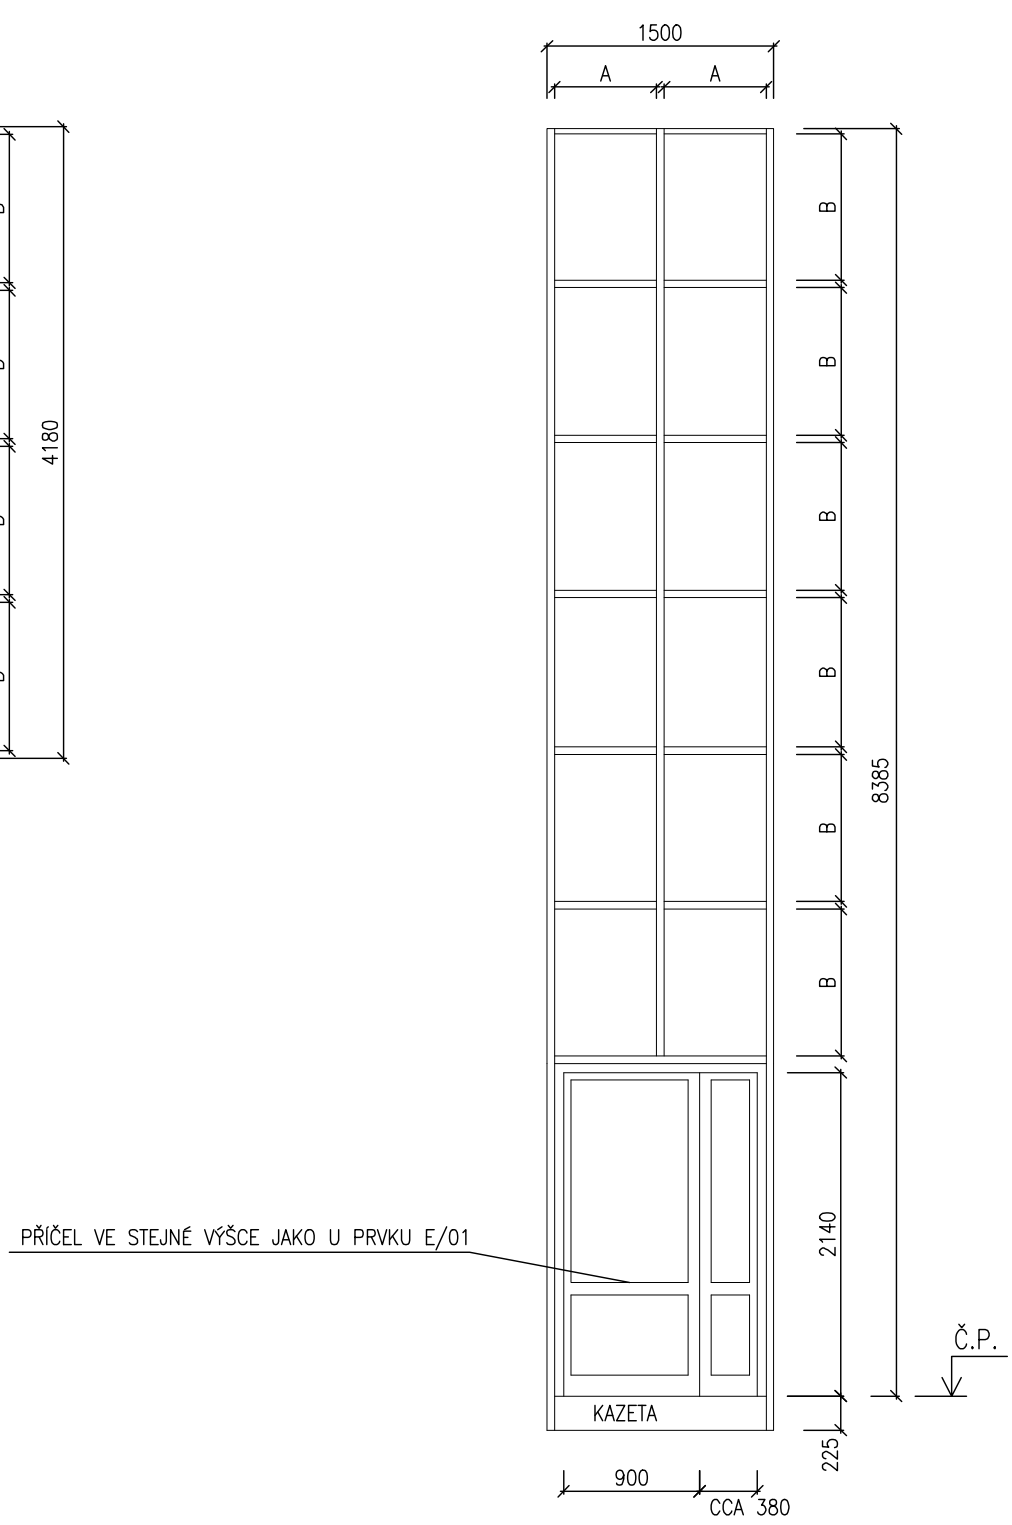 1500
A A
B
B
4180
B
B
8385
B
B
2140
PŘÍČEL VE STEJNÉ VÝŠCE JAKO U PRVKU E/01
Č.P.
KAZETA
225
900
CCA 380